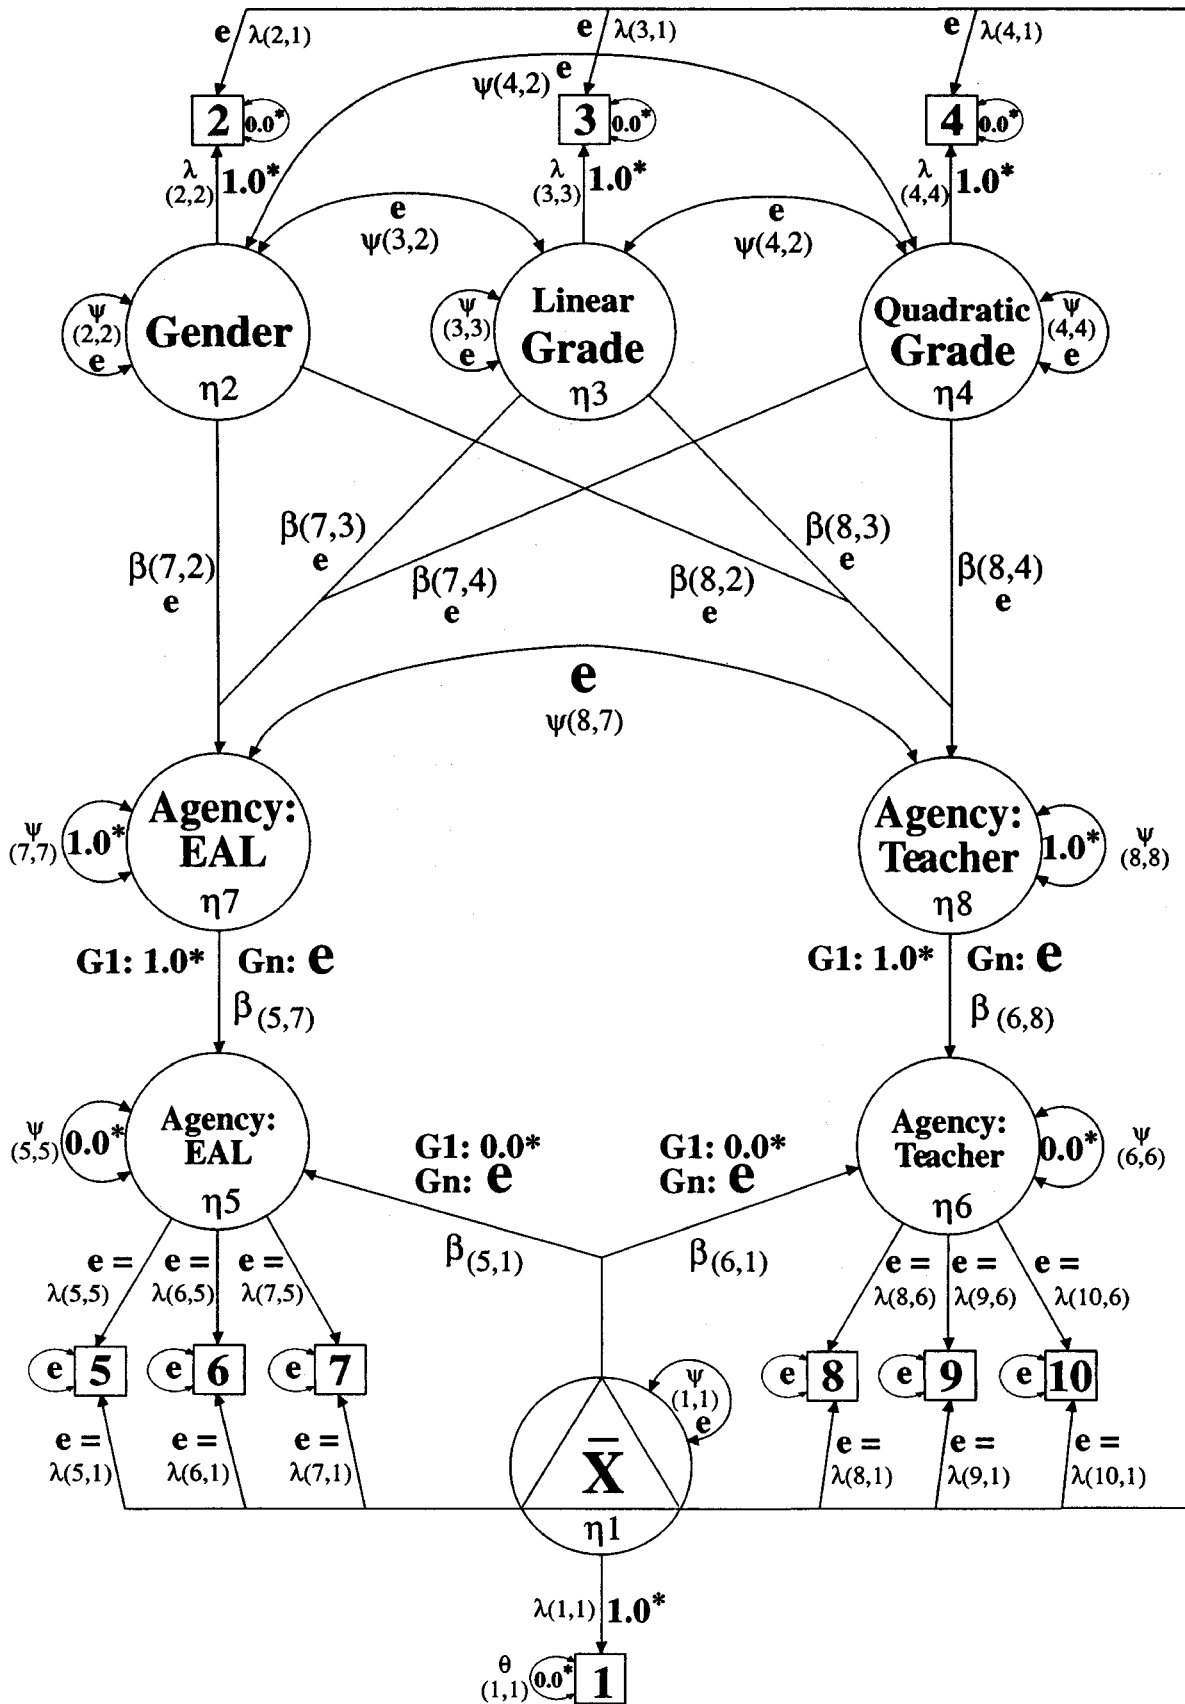 e λ(2,1)
e λ(3,1)
e λ(4,1)
ψ(4,2) e
2 0.0*
3 0.0*
4 0.0*
λ (2,2) 1.0*
λ (3,3) 1.0*
λ (4,4) 1.0*
e
ψ(3,2)
e
ψ(4,2)
ψ
(2,2)
e
Gender
η2
ψ
(3,3)
e
Linear
Grade
η3
Quadratic
Grade
η4
ψ
(4,4)
e
β(7,2)
e
β(7,3)
e
β(7,4)
e
β(8,2)
e
β(8,3)
e
β(8,4)
e
e
ψ(8,7)
ψ
(7,7)
1.0*
Agency:
EAL
η7
Agency:
Teacher
η8
1.0*
ψ
(8,8)
G1: 1.0* Gn: e
β(5,7)
G1: 1.0* Gn: e
β(6,8)
ψ
(5,5)
0.0*
Agency:
EAL
η5
G1: 0.0*
Gn: e
β(5,1)
G1: 0.0*
Gn: e
β(6,1)
Agency:
Teacher
η6
0.0*
ψ
(6,6)
e = e = e =
λ(5,5) λ(6,5) λ(7,5)
e = e = e =
λ(8,6) λ(9,6) λ(10,6)
e 5 e 6 e 7
e 8 e 9 e 10
e = e = e =
λ(5,1) λ(6,1) λ(7,1)
ψ
(1,1)
e
X̄
η1
e = e = e =
λ(8,1) λ(9,1) λ(10,1)
λ(1,1) 1.0*
θ
(1,1) 0.0* 1